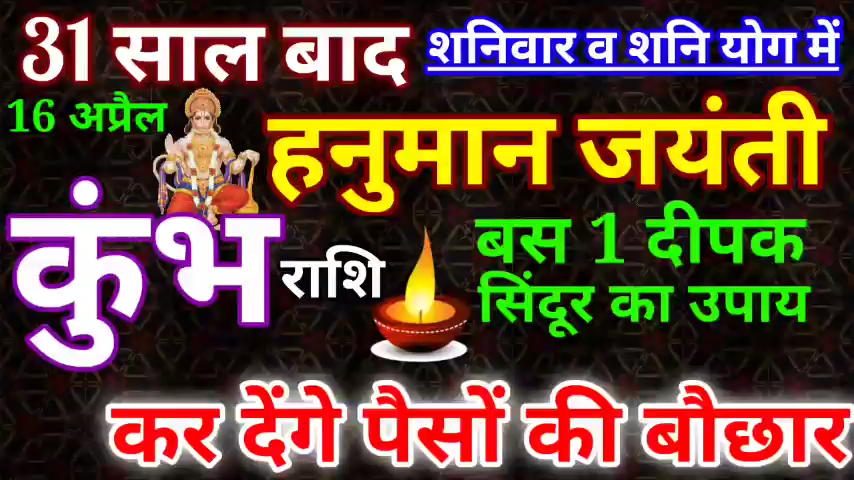 31 साल बाद शनिवार व शनि योग में
16 अप्रैल
हनुमान जयंती
कुंभ राशि
बस 1 दीपक
सिंदूर का उपाय
कर देंगे पैसों की बौछार